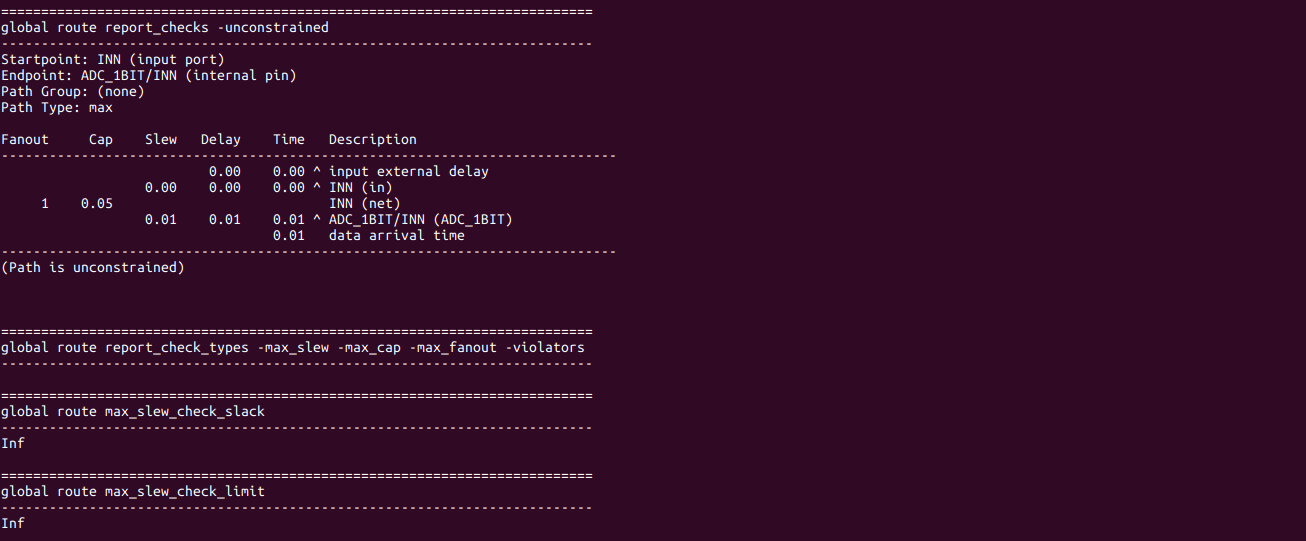 ==========================================================================
global route report_checks -unconstrained
--------------------------------------------------------------------------
Startpoint: INN (input port)
Endpoint: ADC_1BIT/INN (internal pin)
Path Group: (none)
Path Type: max
Fanout     Cap    Slew   Delay    Time   Description
-----------------------------------------------------------------------------
                          0.00    0.00 ^ input external delay
                  0.00    0.00    0.00 ^ INN (in)
     1    0.05                           INN (net)
                  0.01    0.01    0.01 ^ ADC_1BIT/INN (ADC_1BIT)
                                  0.01   data arrival time
-----------------------------------------------------------------------------
(Path is unconstrained)
==========================================================================
global route report_check_types -max_slew -max_cap -max_fanout -violators
--------------------------------------------------------------------------
==========================================================================
global route max_slew_check_slack
--------------------------------------------------------------------------
Inf
==========================================================================
global route max_slew_check_limit
--------------------------------------------------------------------------
Inf